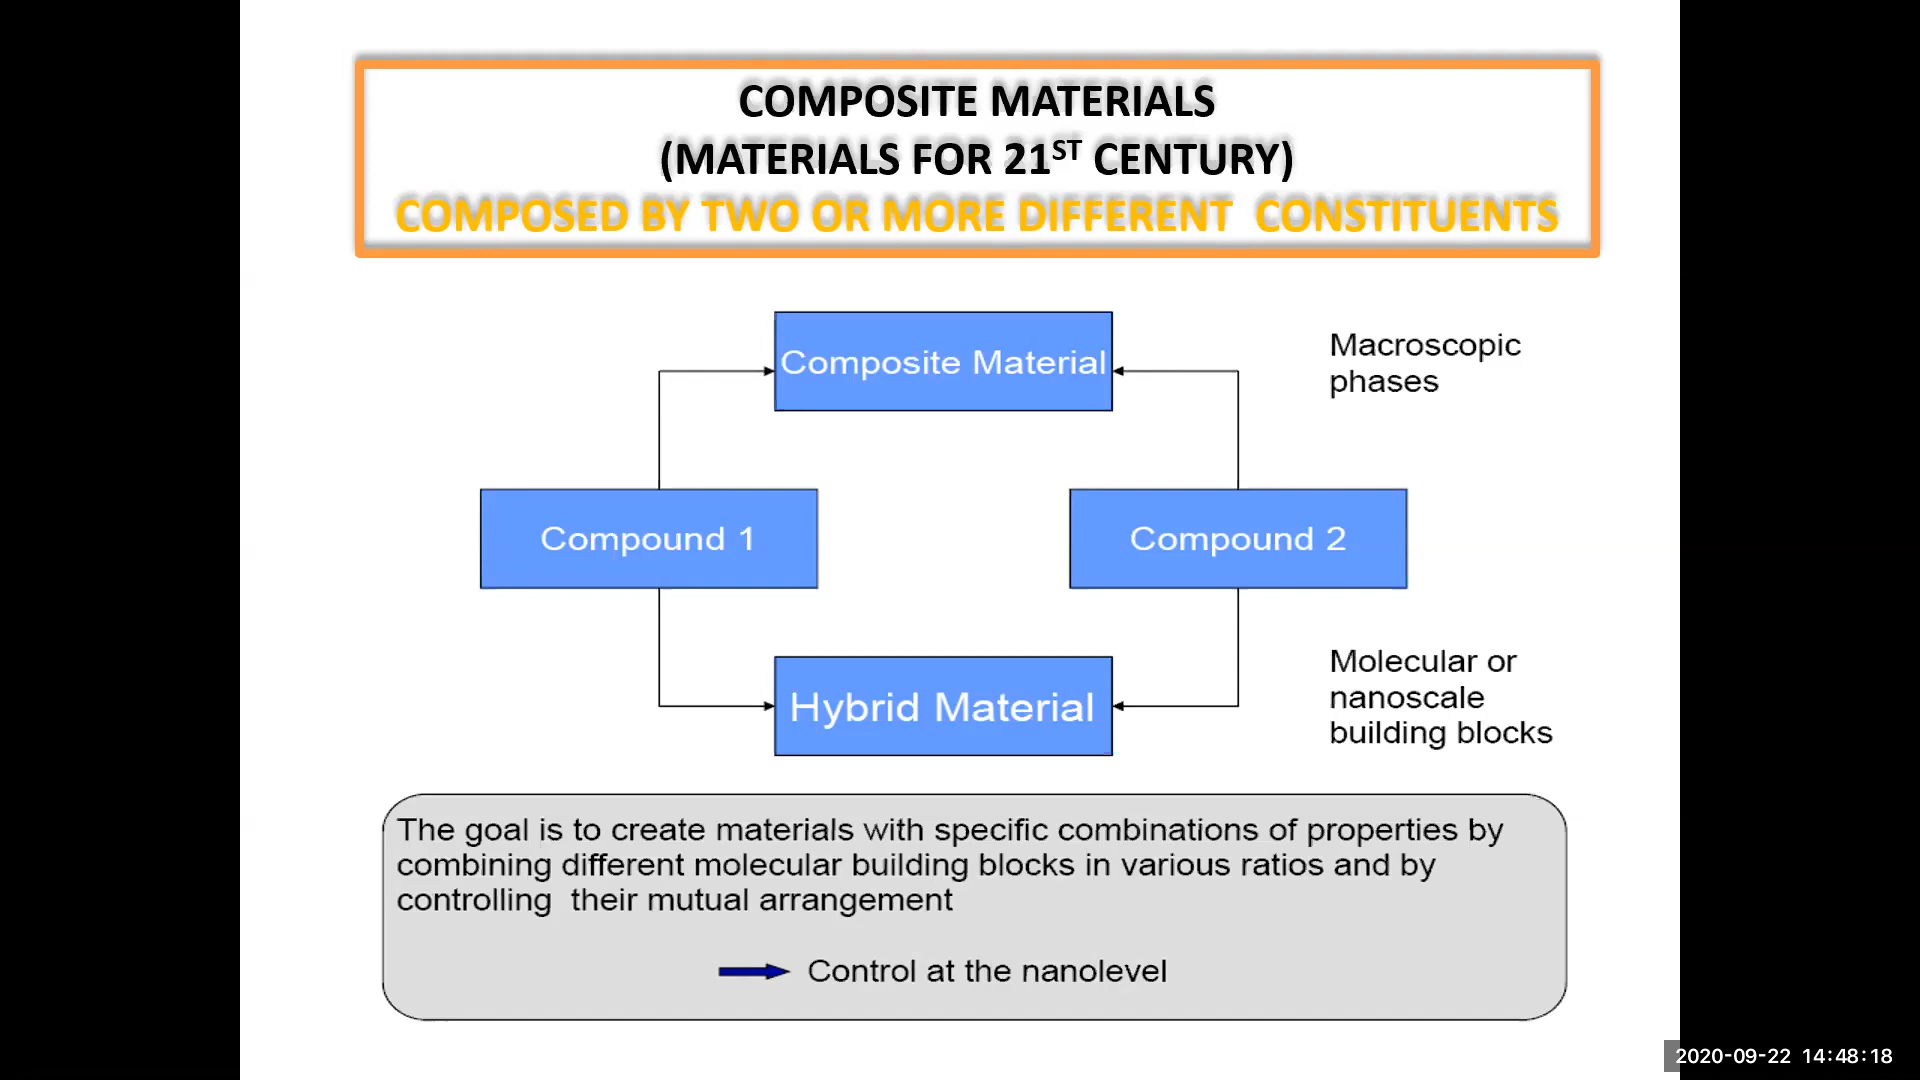 COMPOSITE MATERIALS
(MATERIALS FOR 21ST CENTURY)
COMPOSED BY TWO OR MORE DIFFERENT CONSTITUENTS
Composite Material
Macroscopic
phases
Compound 1
Compound 2
Hybrid Material
Molecular or
nanoscale
building blocks
The goal is to create materials with specific combinations of properties by
combining different molecular building blocks in various ratios and by
controlling their mutual arrangement
Control at the nanolevel
2020-09-22 14:48:18